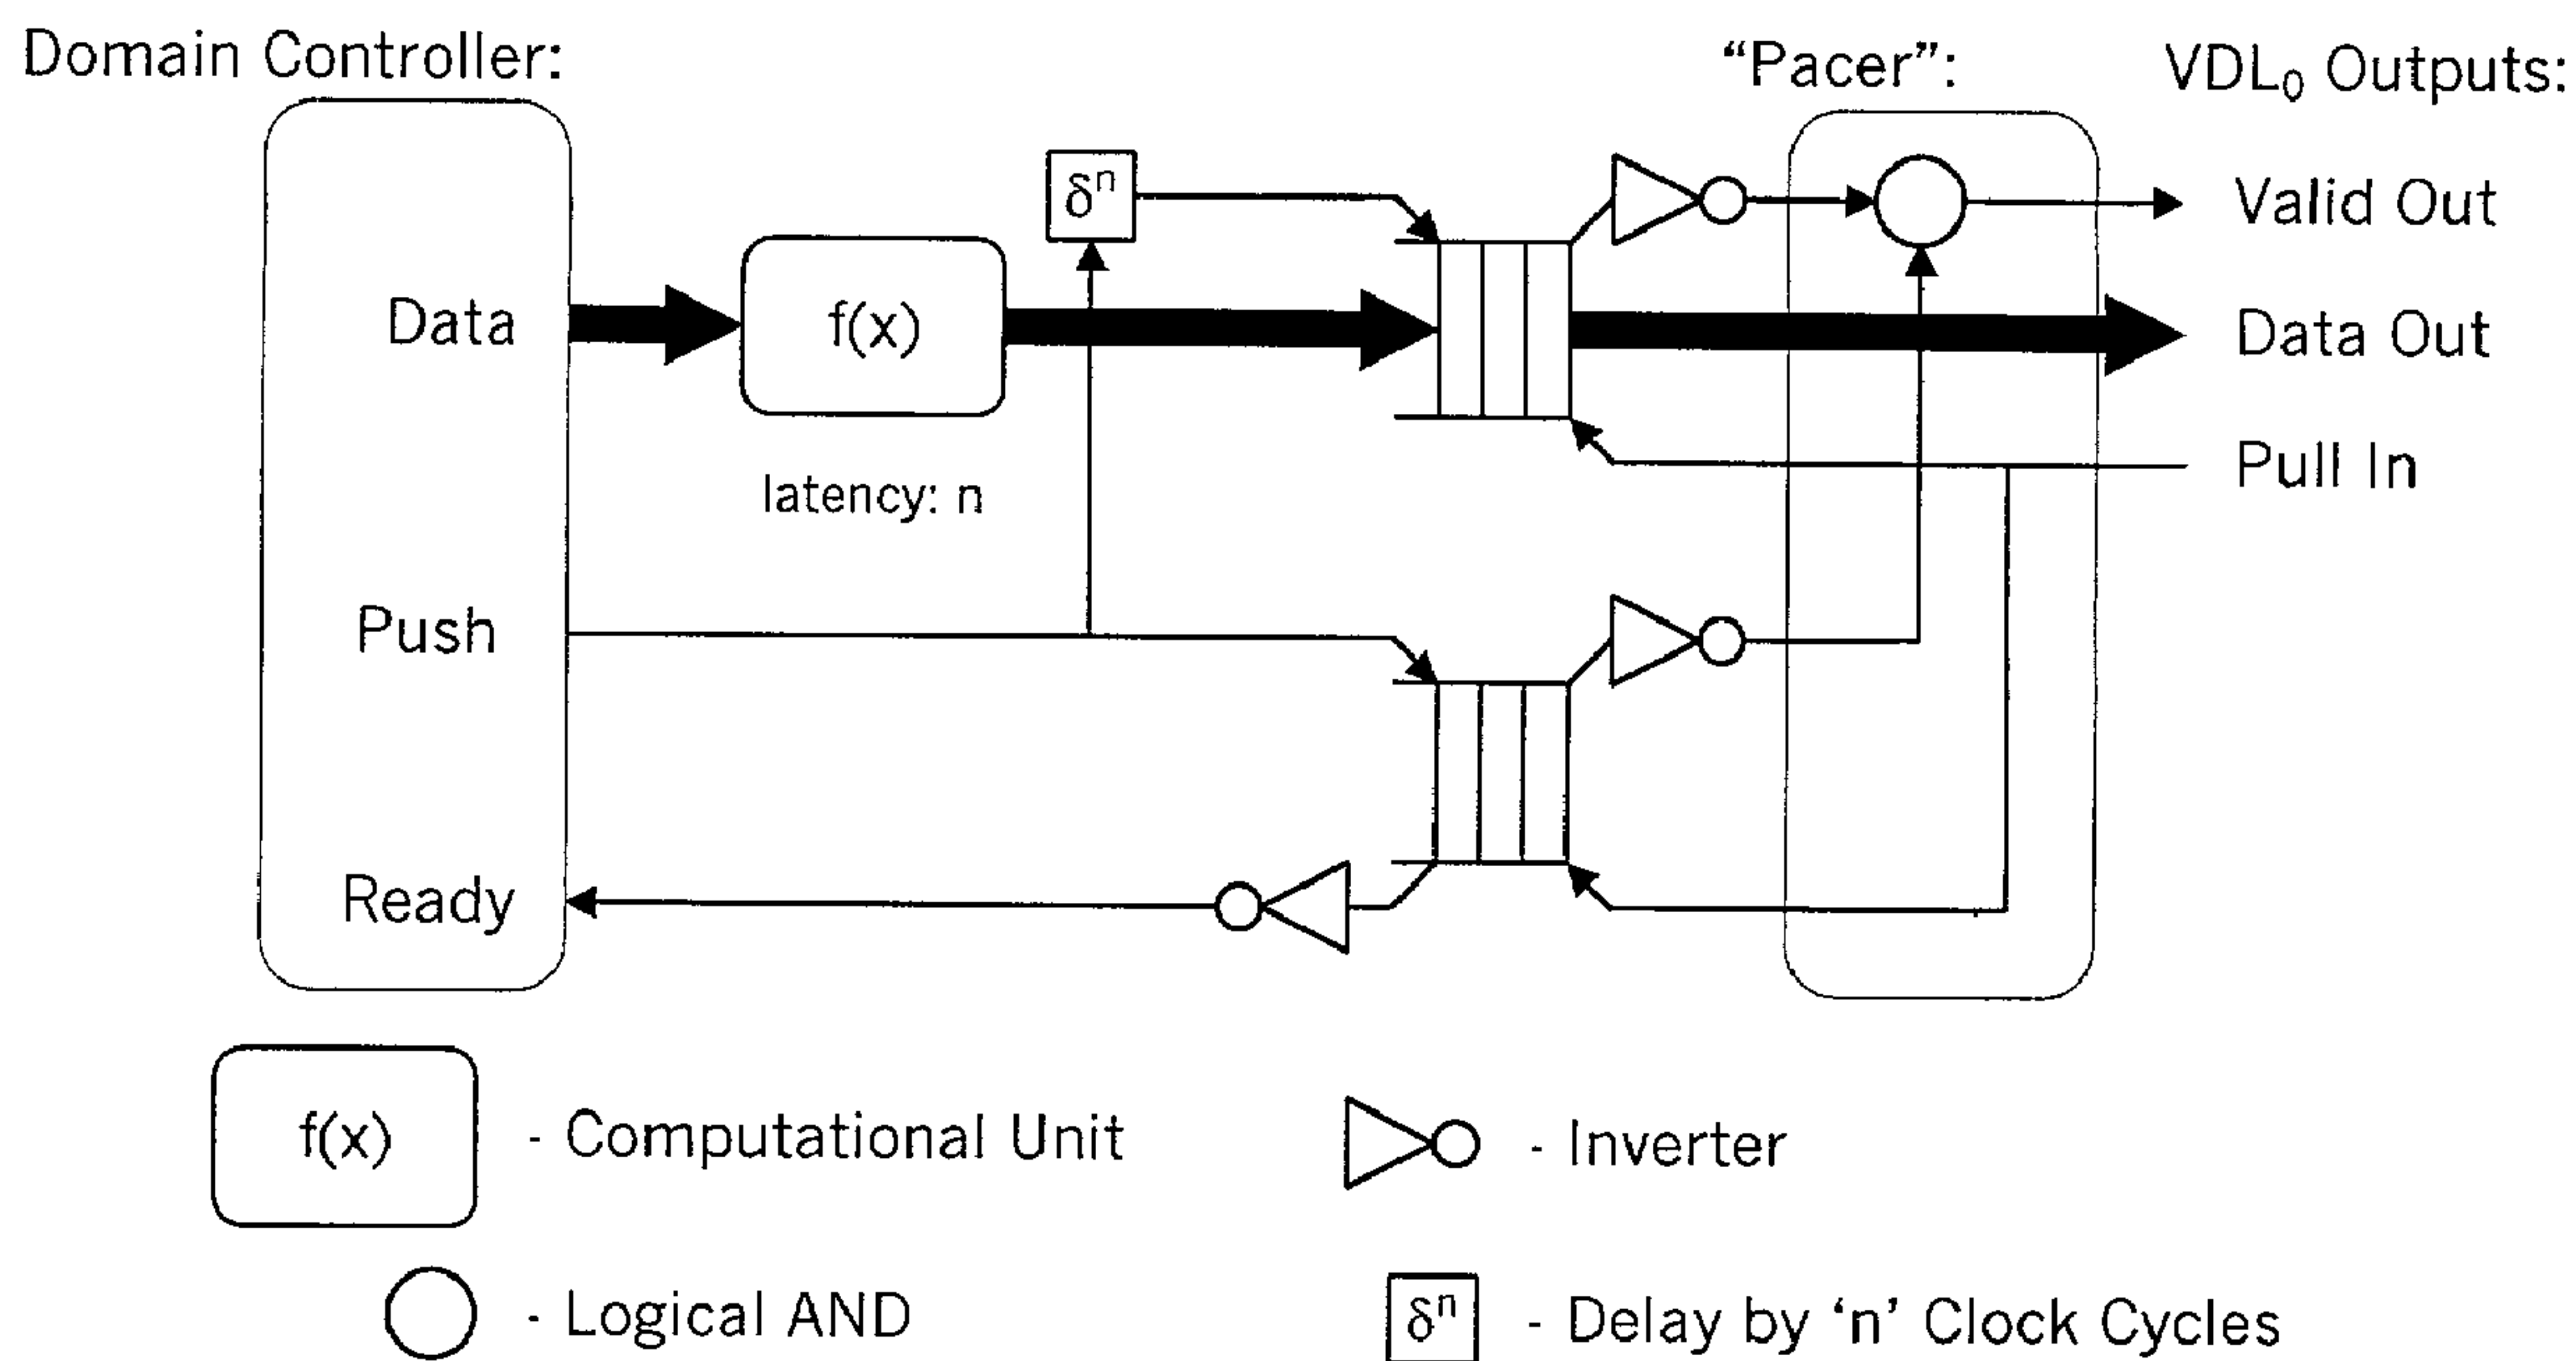 Domain Controller:
“Pacer”:
VDL₀ Outputs:
δⁿ
Valid Out
Data
f(x)
Data Out
latency: n
Pull In
Push
Ready
f(x)
- Computational Unit
- Inverter
- Logical AND
δⁿ
- Delay by ‘n’ Clock Cycles